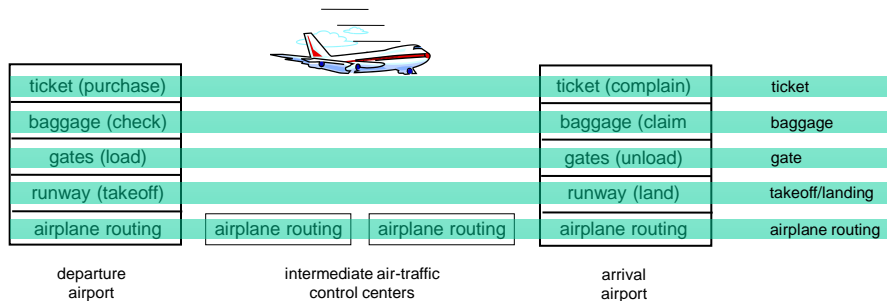 ticket (purchase) ticket (complain) ticket
baggage (check) baggage (claim baggage
gates (load) gates (unload) gate
runway (takeoff) runway (land) takeoff/landing
airplane routing airplane routing airplane routing airplane routing airplane routing
departure intermediate air-traffic arrival
airport control centers airport